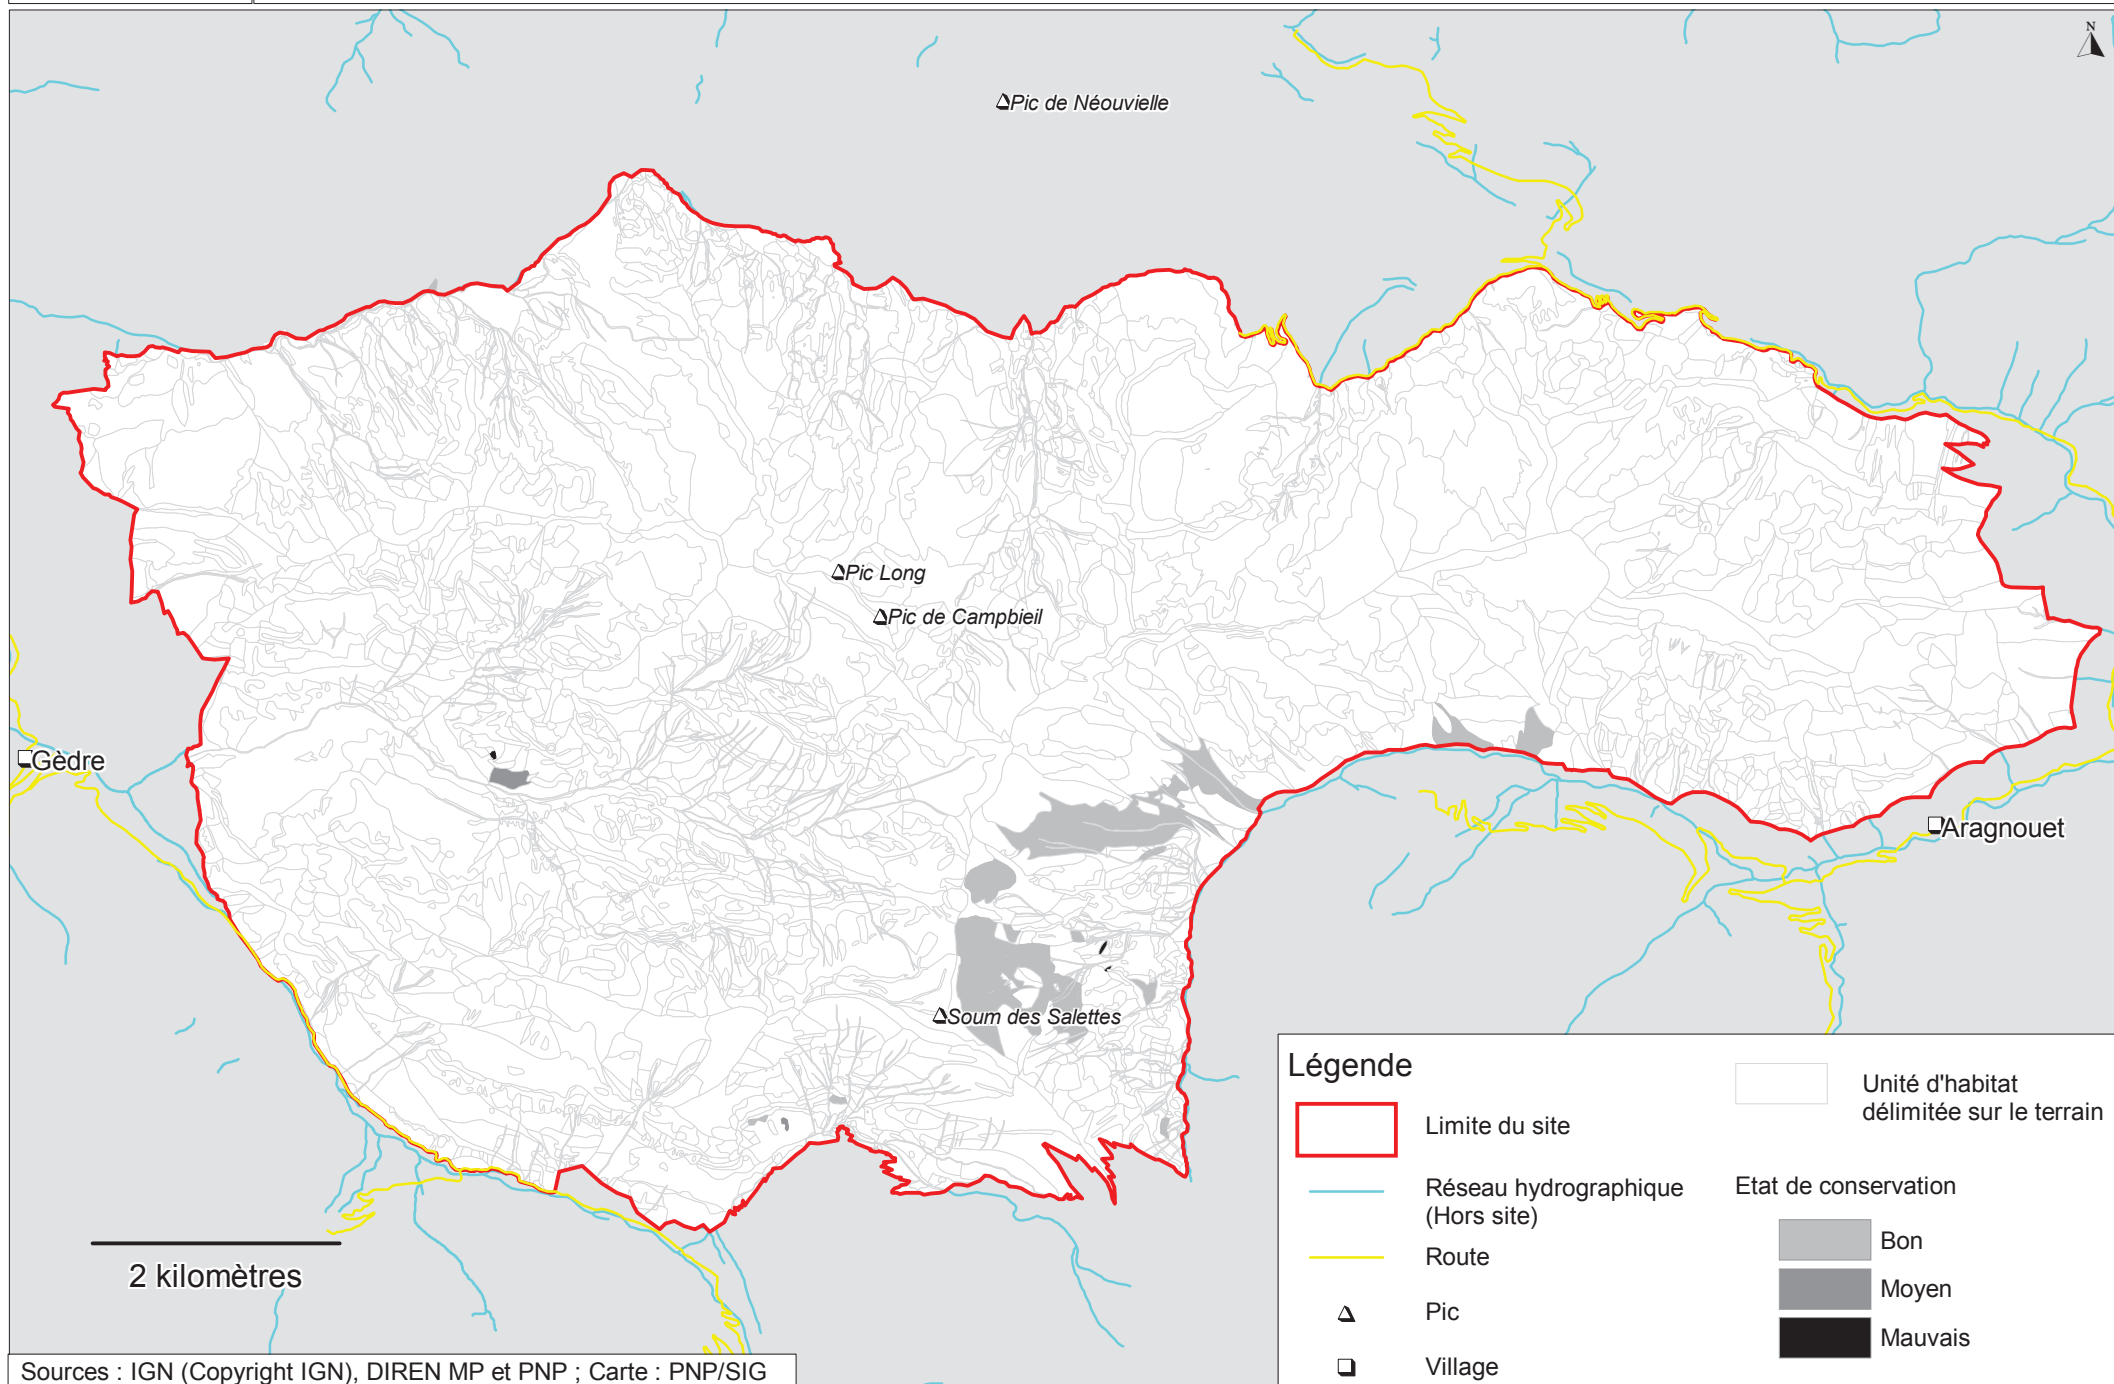 N
Pic de Néouvielle
Pic Long
Pic de Campbieil
Gèdre
Aragnouet
Soum des Salettes
Légende
Limite du site
Réseau hydrographique
(Hors site)
Route
Pic
Village
Unité d'habitat
délimitée sur le terrain
Etat de conservation
Bon
Moyen
Mauvais
2 kilomètres
Sources : IGN (Copyright IGN), DIREN MP et PNP ; Carte : PNP/SIG